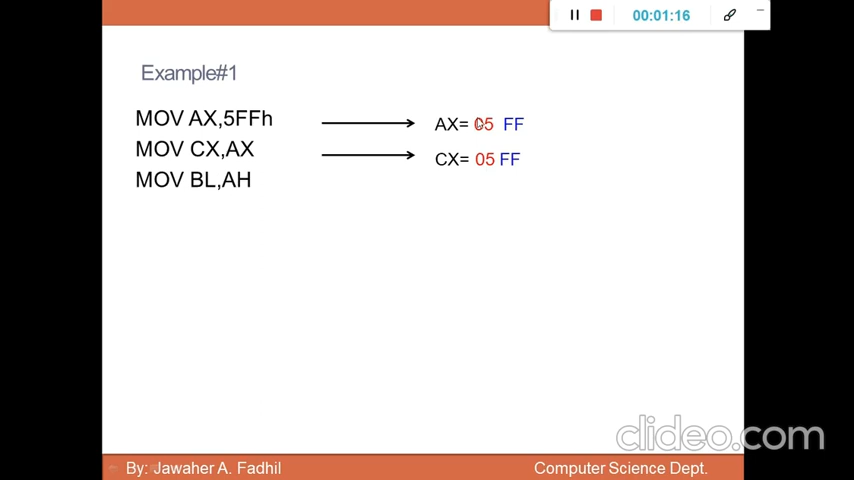 00:01:16
Example#1
MOV AX,5FFh
AX= 05 FF
MOV CX,AX
CX= 05 FF
MOV BL,AH
clideo.com
By: Jawaher A. Fadhil
Computer Science Dept.